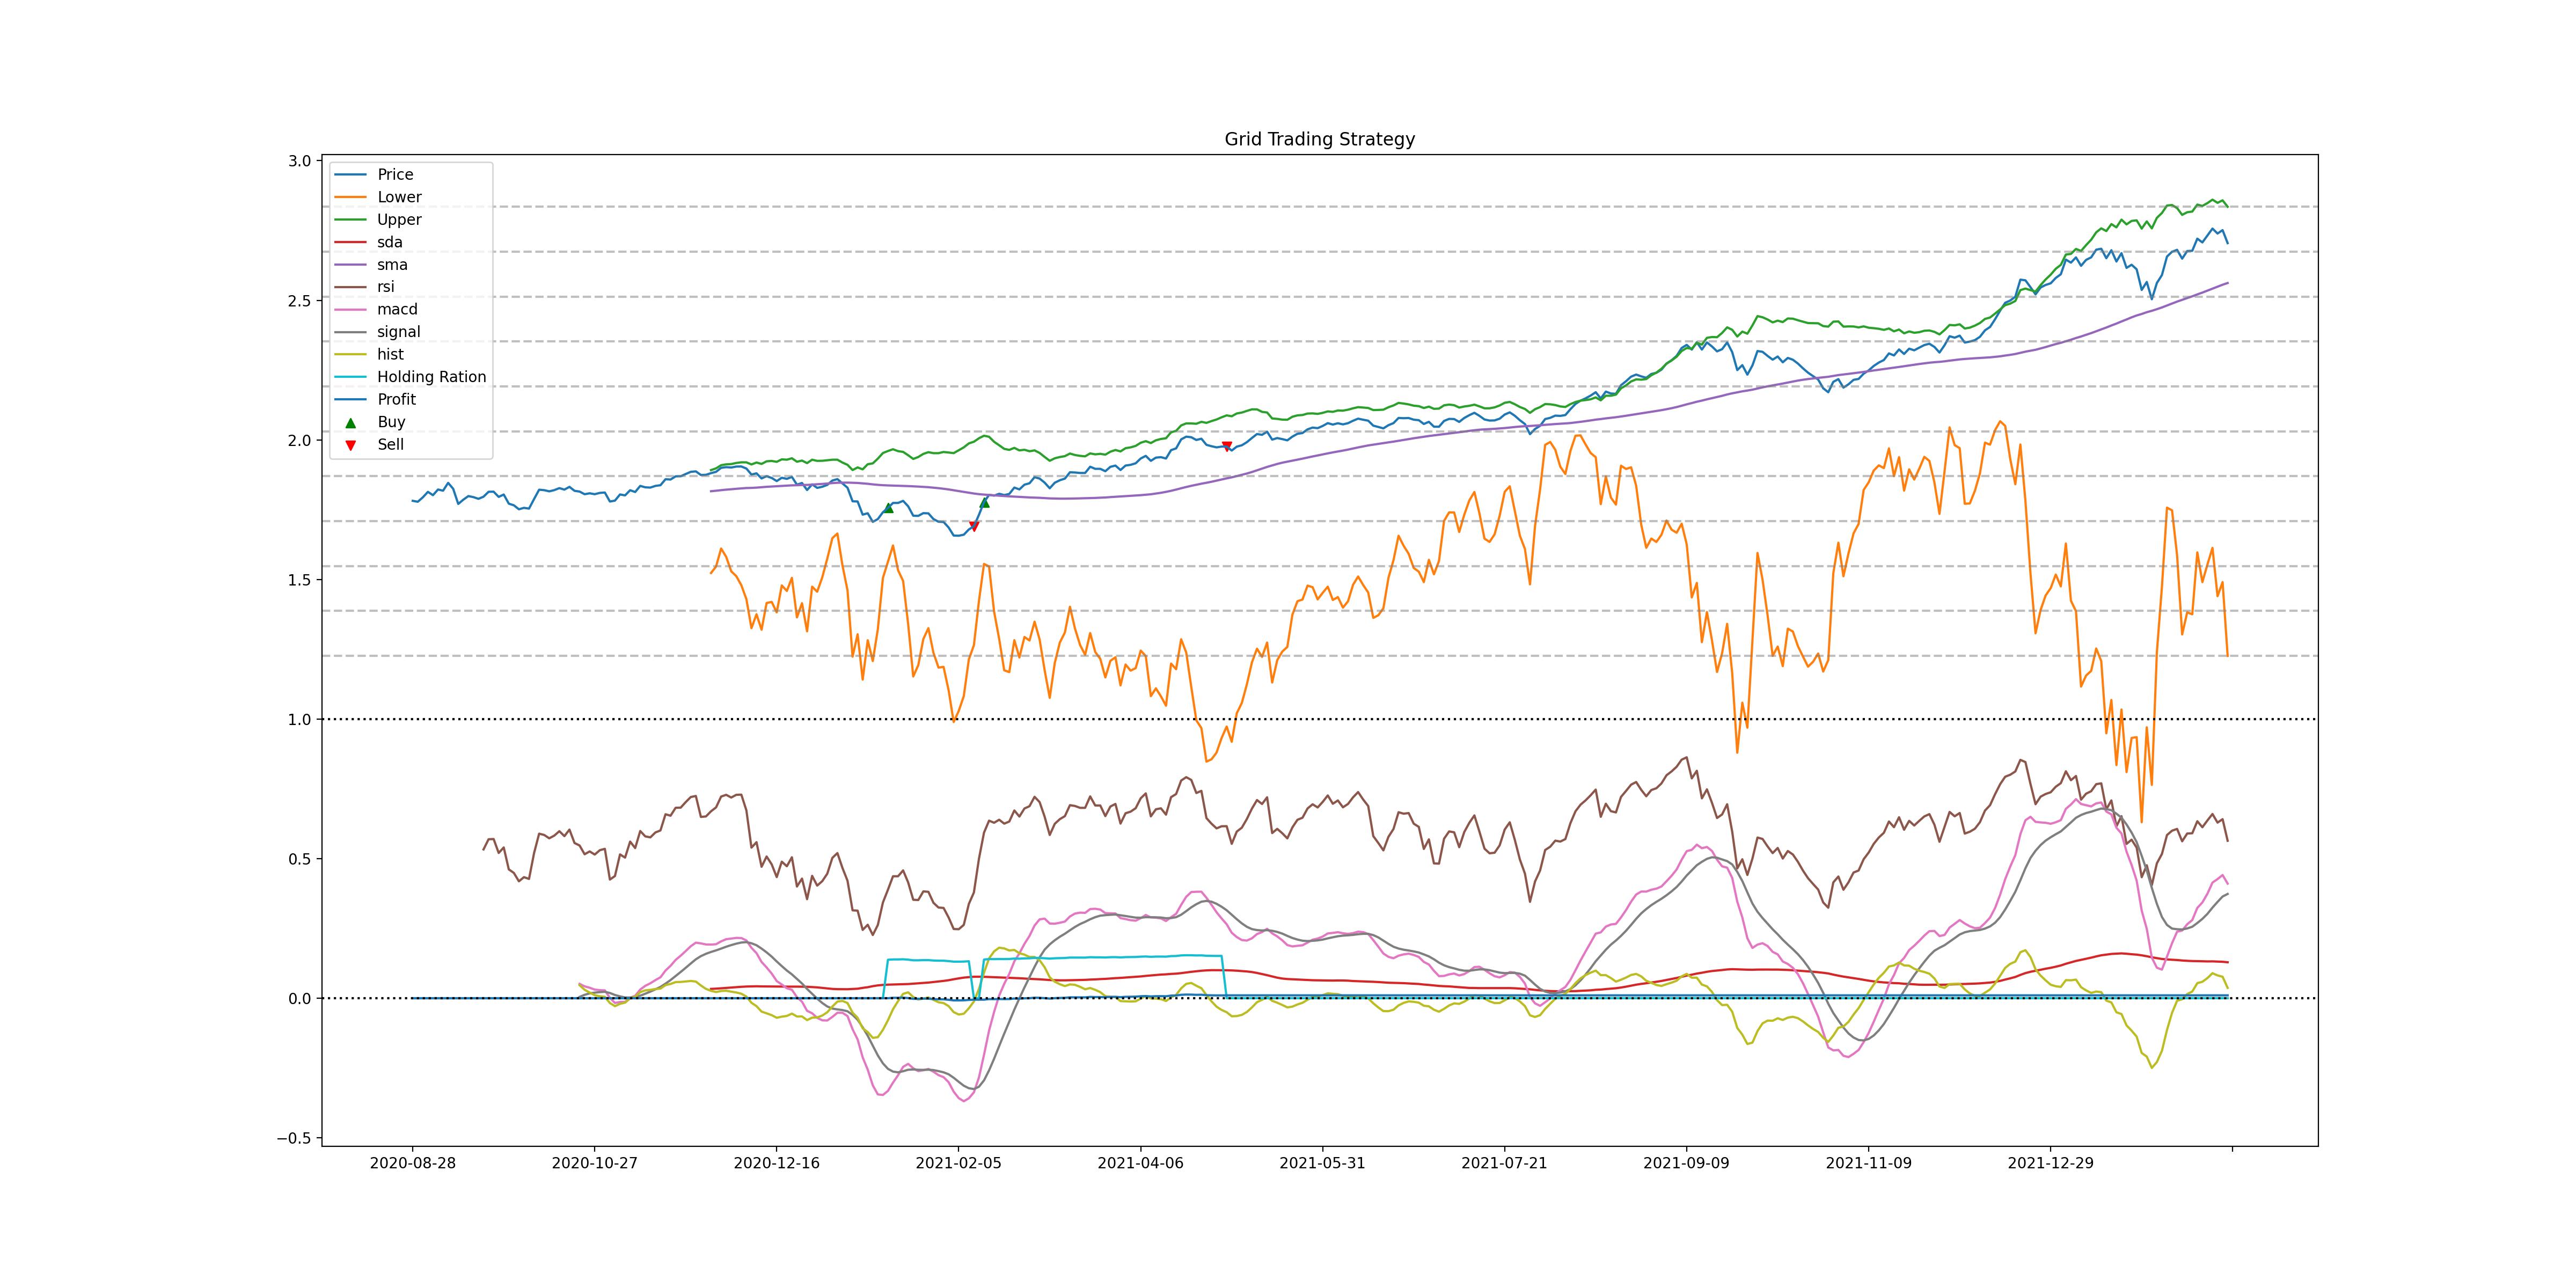 Grid Trading Strategy
3.0
2.5
2.0
1.5
1.0
0.5
0.0
−0.5
Price
Lower
Upper
sda
sma
rsi
macd
signal
hist
Holding Ration
Profit
Buy
Sell
2020-08-28 2020-10-27 2020-12-16 2021-02-05 2021-04-06 2021-05-31 2021-07-21 2021-09-09 2021-11-09 2021-12-29